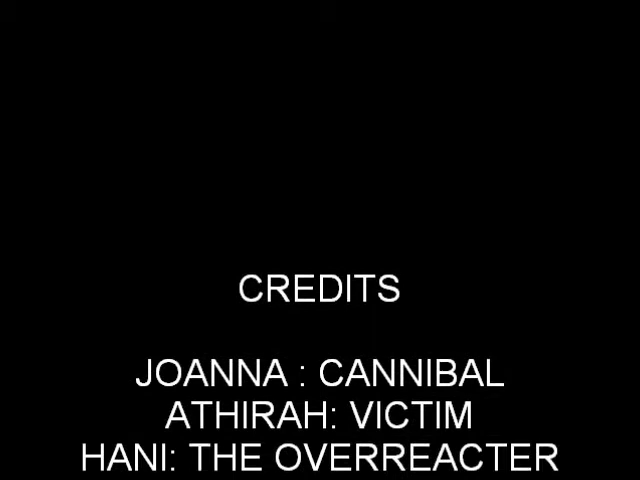 CREDITS
JOANNA : CANNIBAL
ATHIRAH: VICTIM
HANI: THE OVERREACTER